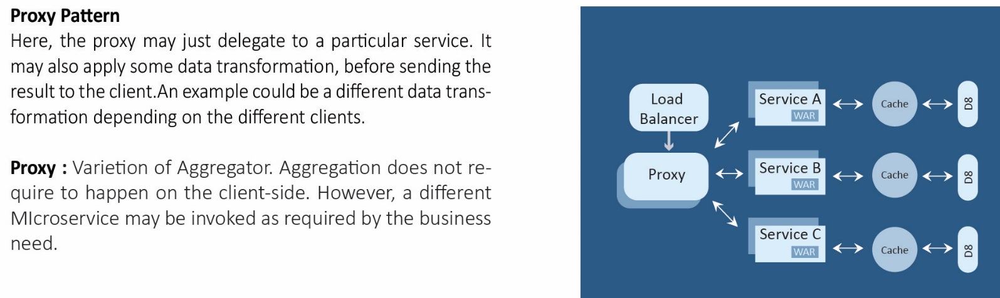 Proxy Pattern
Here, the proxy may just delegate to a particular service. It
may also apply some data transformation, before sending the
result to the client.An example could be a different data trans-
formation depending on the different clients.
Proxy : Varietion of Aggregator. Aggregation does not re-
quire to happen on the client-side. However, a different
MIcroservice may be invoked as required by the business
need.
Load
Balancer
Proxy
Service A
WAR
Cache
D8
Service B
WAR
Cache
D8
Service C
WAR
Cache
D8